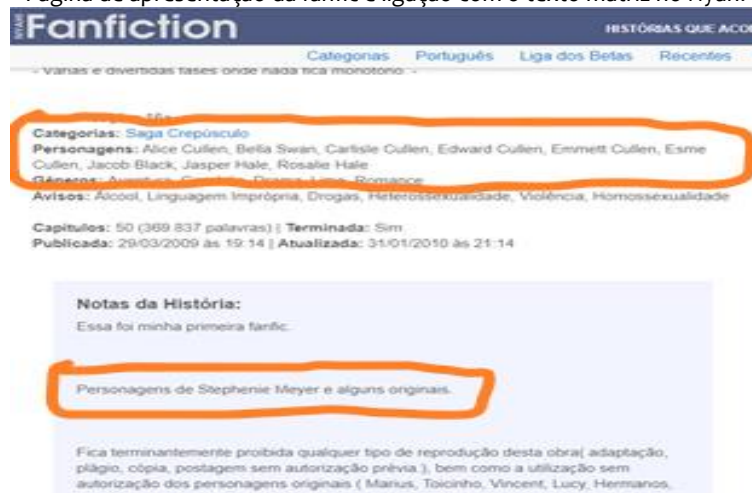 Página de apresentação da fanfic e ligação com o texto matriz no Nyah!
NYAH!
Fanfiction
HISTÓRIAS QUE ACO
Categorias Português Liga dos Betas Recentes
- Várias e divertidas fases onde nada fica monótono -
Categorias: Saga Crepúsculo
Personagens: Alice Cullen, Bella Swan, Carlisle Cullen, Edward Cullen, Emmett Cullen, Esme
Cullen, Jacob Black, Jasper Hale, Rosalie Hale
Gêneros: Drama, Romance
Avisos: Álcool, Linguagem Imprópria, Drogas, Heterossexualidade, Violência, Homossexualidade
Capítulos: 50 (369 837 palavras) | Terminada: Sim
Publicada: 29/03/2009 às 19:14 | Atualizada: 31/01/2010 às 21:14
Notas da História:
Essa foi minha primeira fanfic.
Personagens de Stephenie Meyer e alguns originais.
Fica terminantemente proibida qualquer tipo de reprodução desta obra( adaptação,
plágio, cópia, postagem sem autorização prévia ), bem como a utilização sem
autorização dos personagens originais ( Marius, Toicinho, Vincent, Lucy, Hermanos,